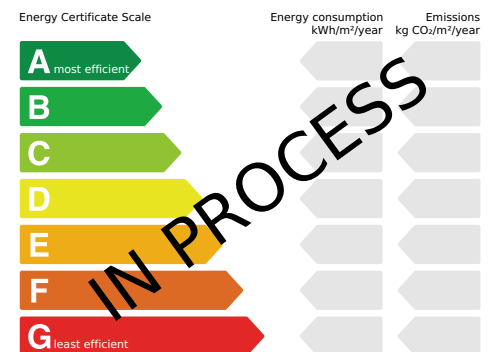 Energy Certificate Scale
Energy consumption
kWh/m²/year
Emissions
kg CO₂/m²/year
A most efficient
B
C
D
E
F
G least efficient
IN PROCESS